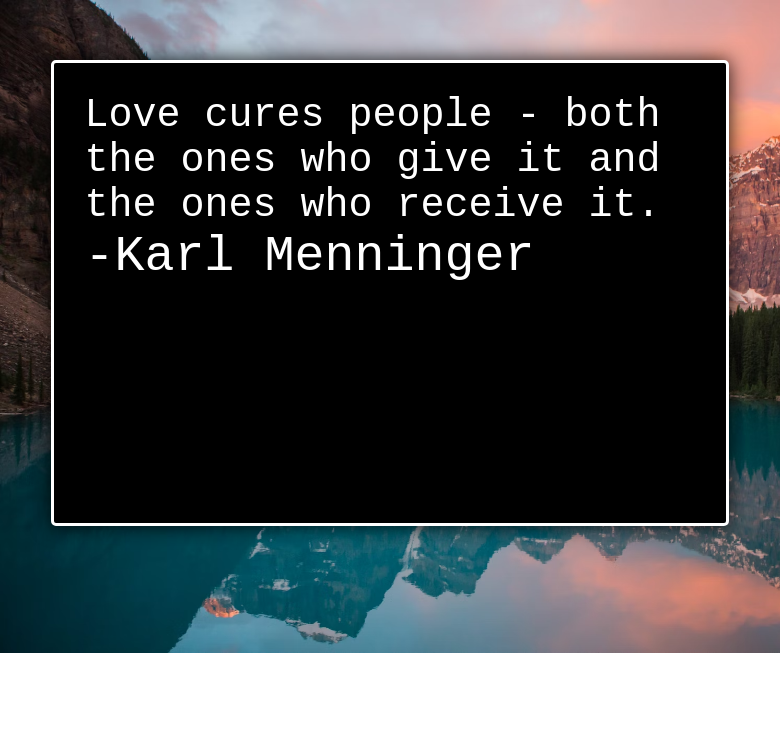 Love cures people - both
the ones who give it and
the ones who receive it.
-Karl Menninger